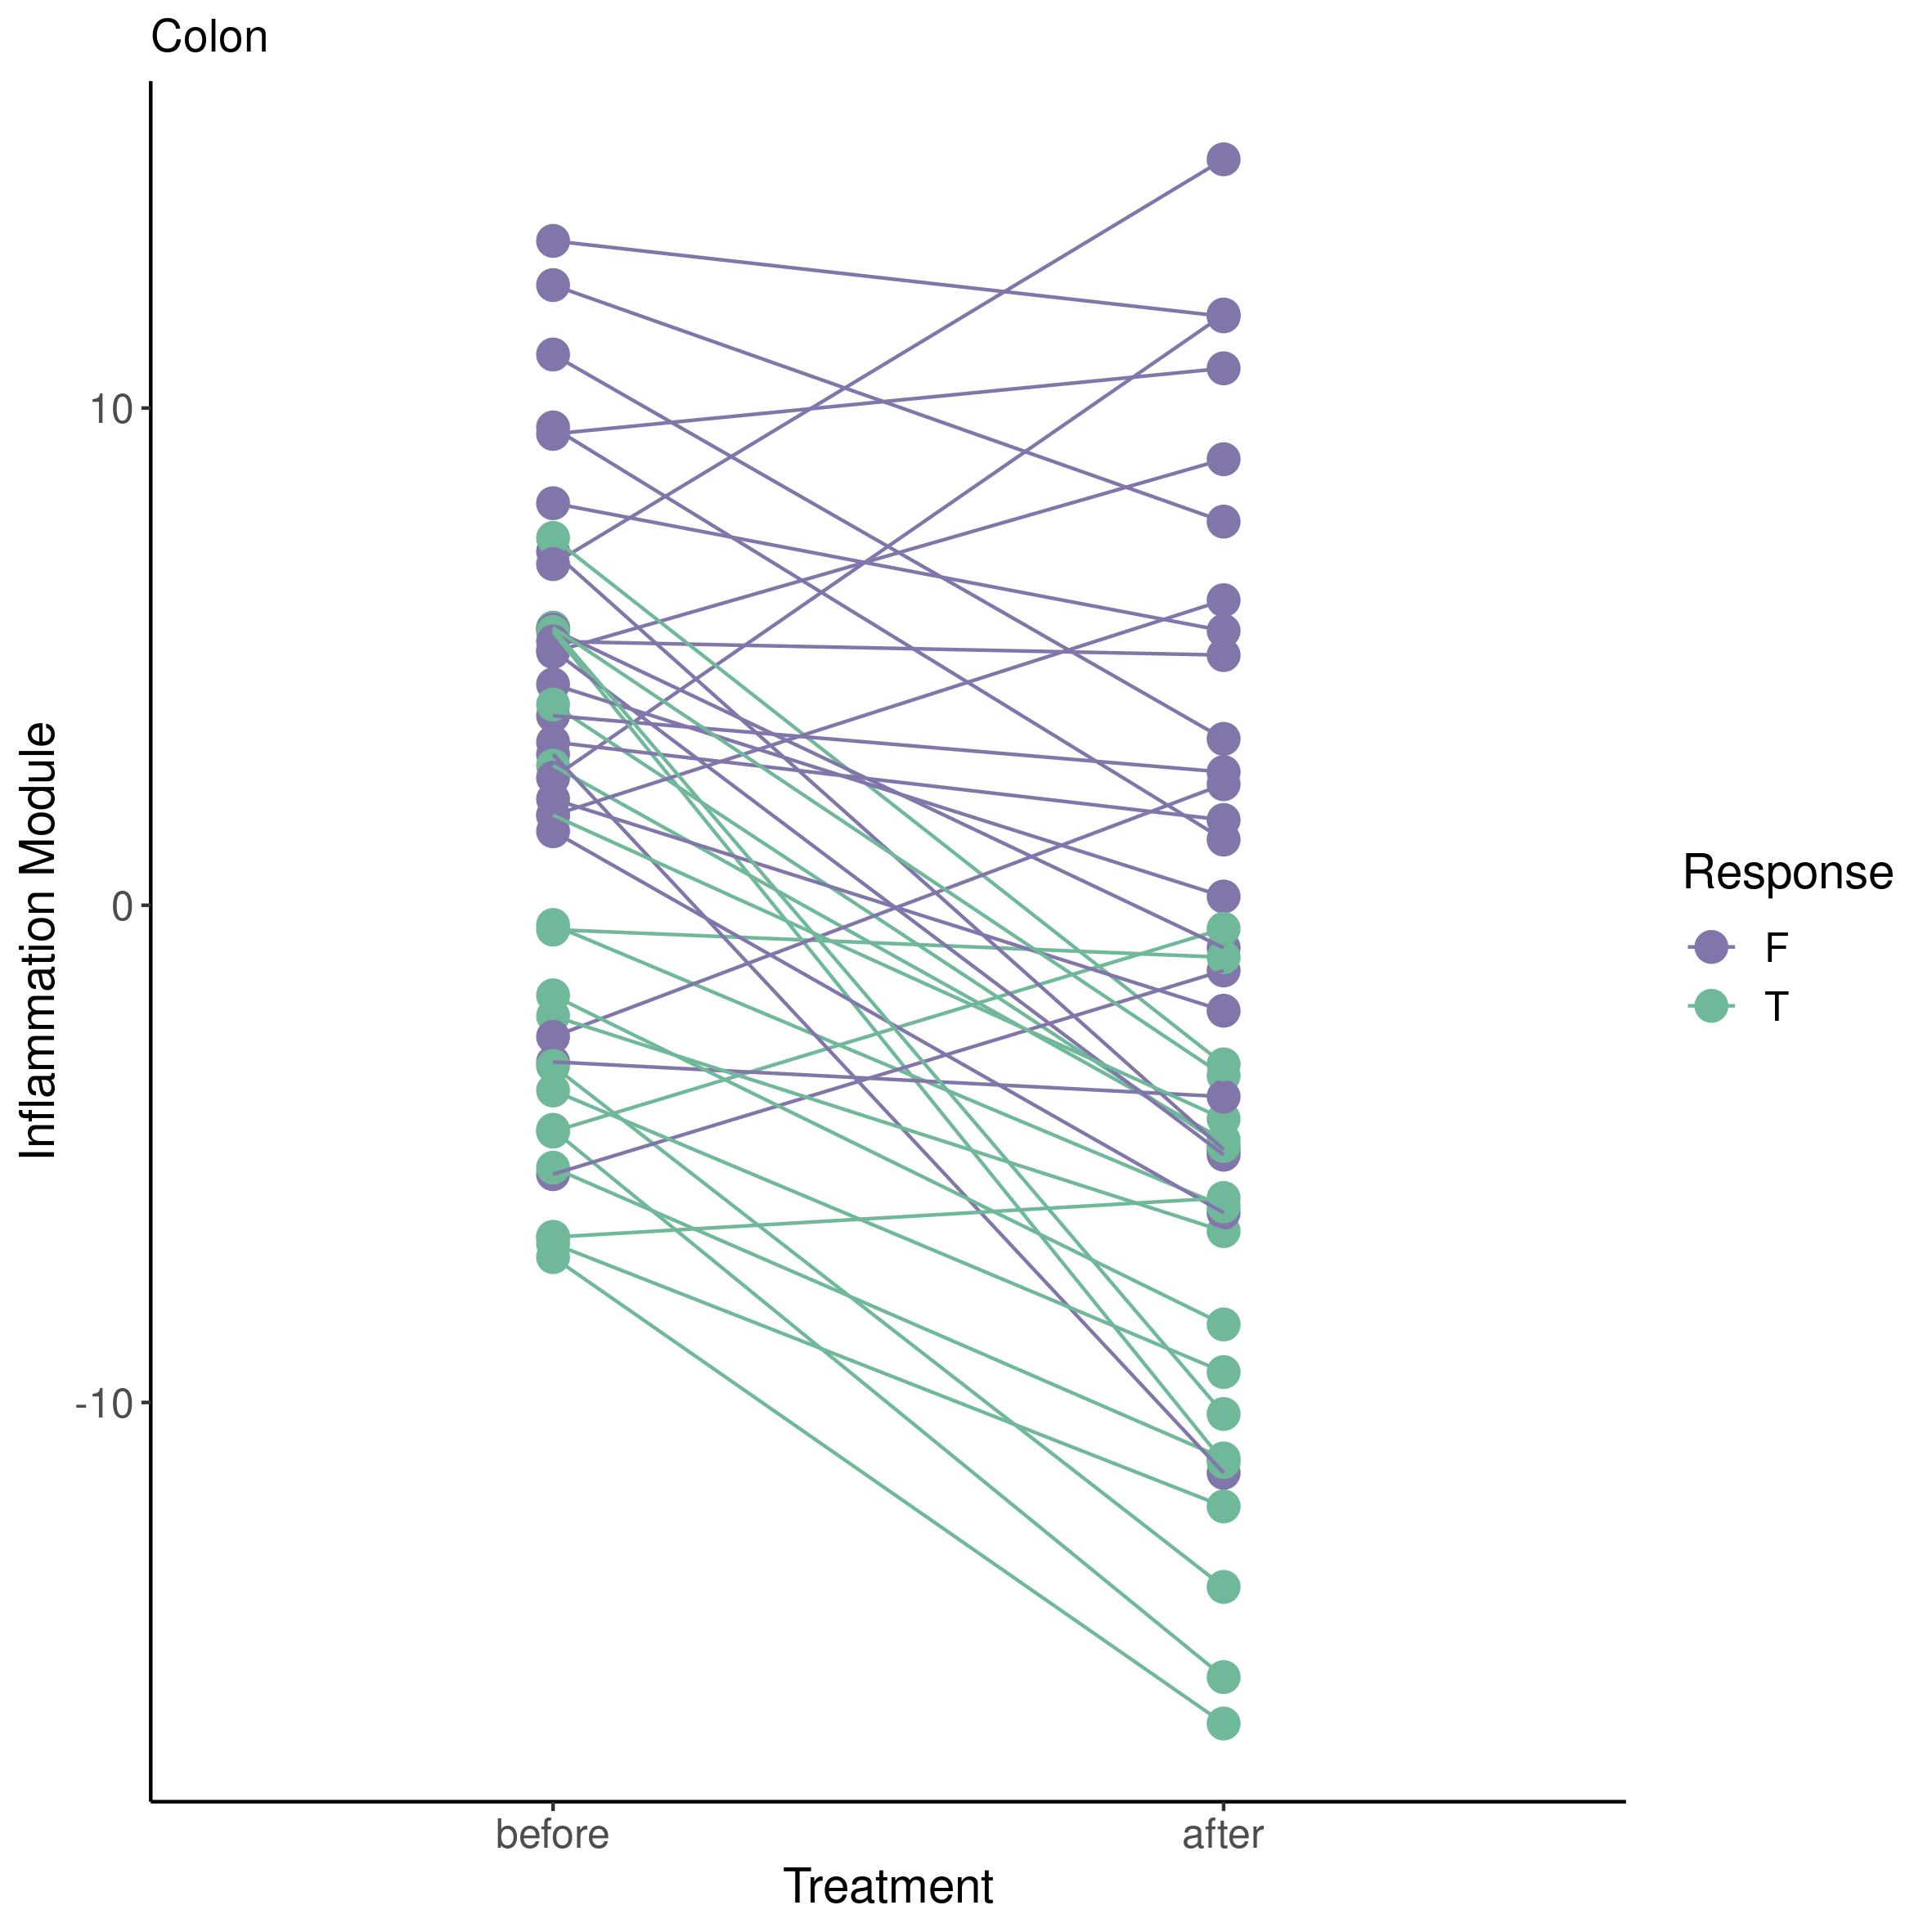 Colon
Inflammation Module
10
0
-10
before
after
Treatment
Response
F
T